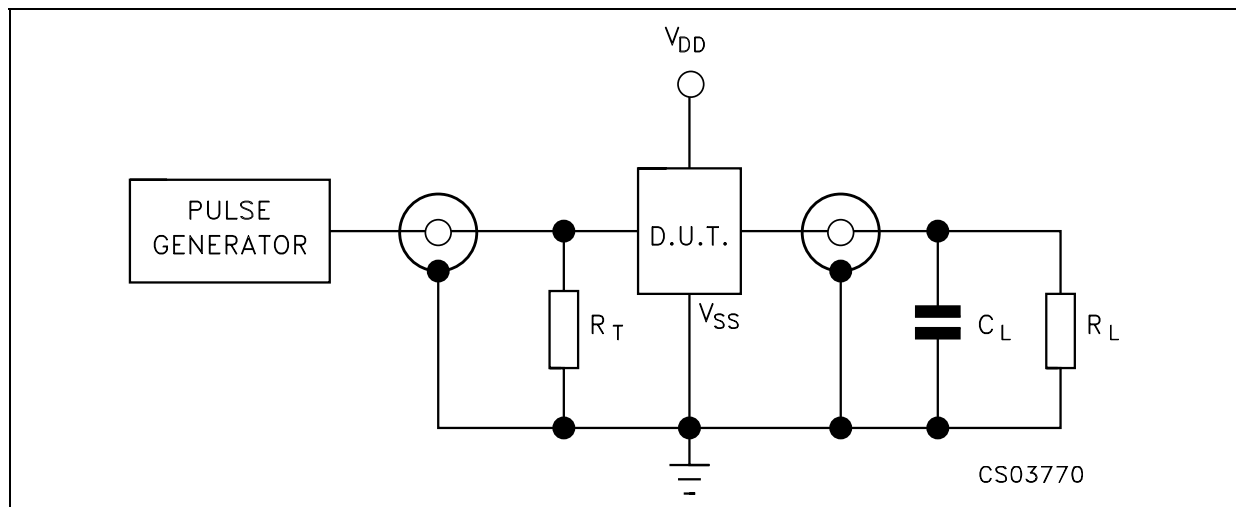 VDD
PULSE
GENERATOR
D.U.T.
VSS
RT
CL
RL
CS03770